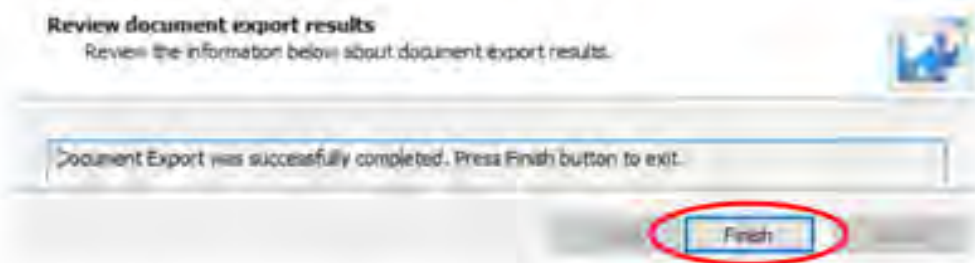 Review document export results
Review the information below about document export results.
Document Export was successfully completed. Press Finish button to exit.
Finish